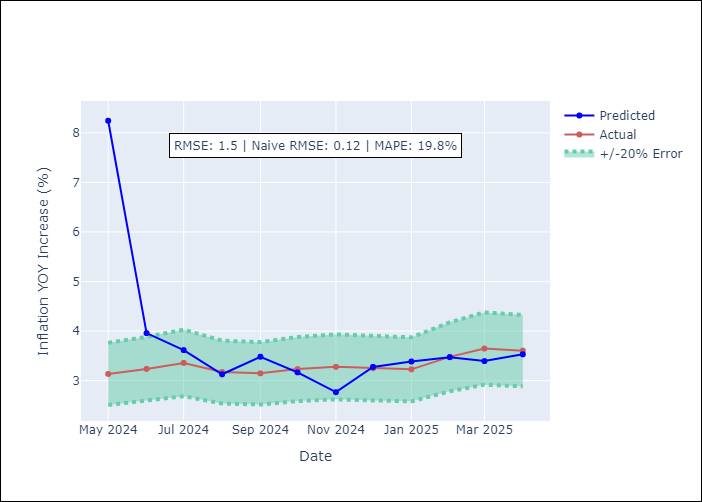 Predicted
Actual
+/-20% Error
RMSE: 1.5 | Naive RMSE: 0.12 | MAPE: 19.8%
Inflation YOY Increase (%)
8
7
6
5
4
3
May 2024
Jul 2024
Sep 2024
Nov 2024
Jan 2025
Mar 2025
Date